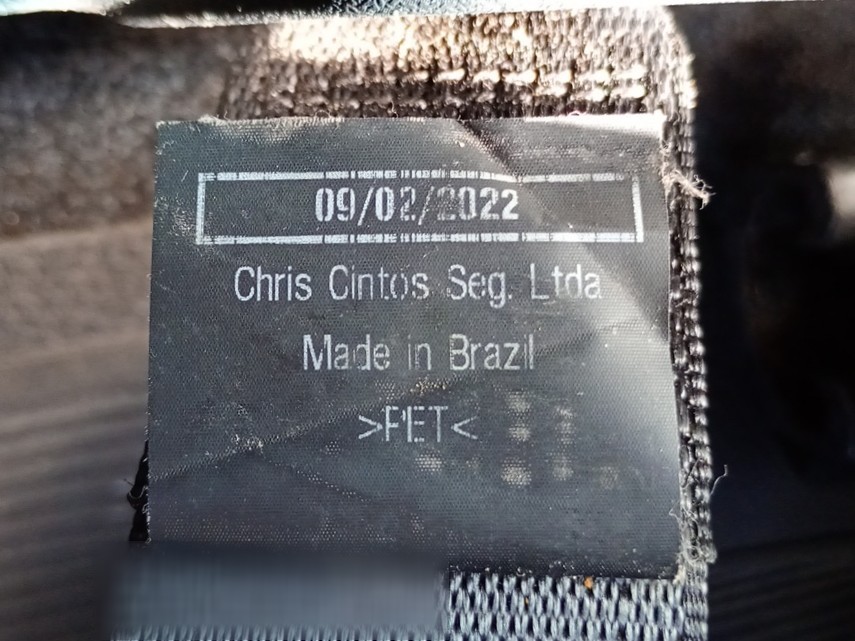 09/02/2022
Chris Cintos Seg. Ltda
Made in Brazil
>PET<